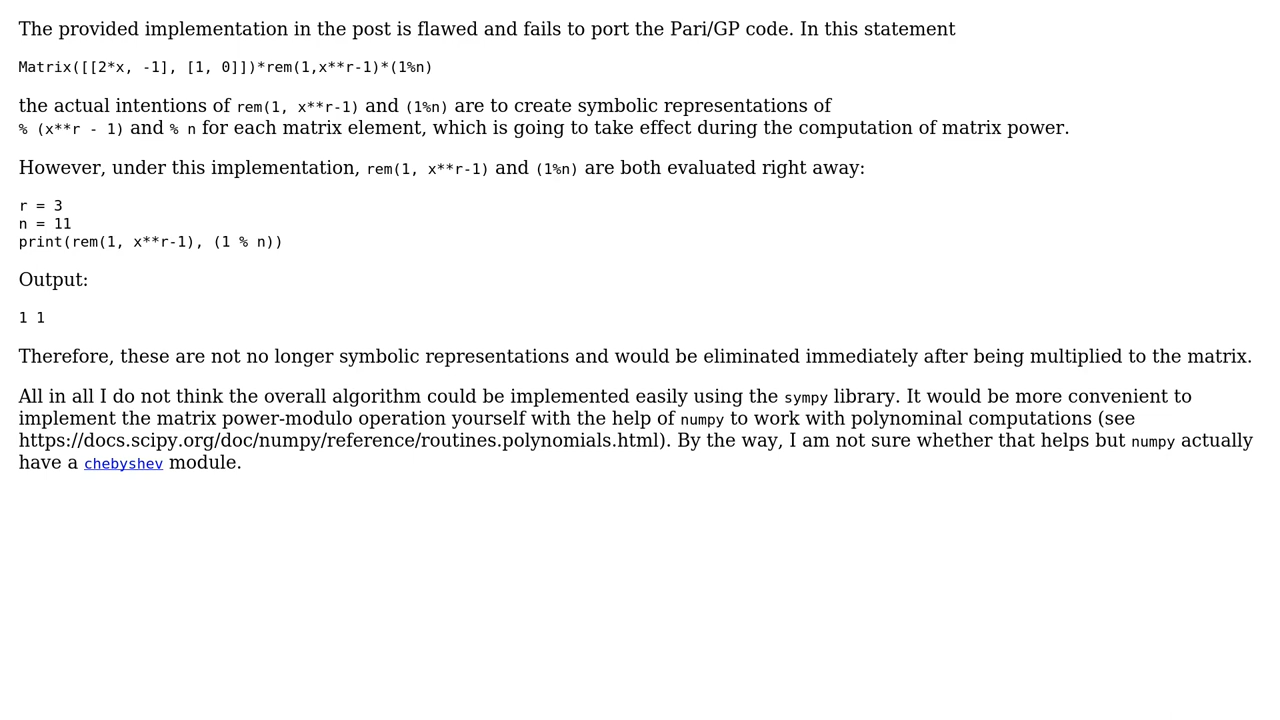 The provided implementation in the post is flawed and fails to port the Pari/GP code. In this statement
Matrix([[2*x, -1], [1, 0]])*rem(1,x**r-1)*(1%n)
the actual intentions of rem(1, x**r-1) and (1%n) are to create symbolic representations of
% (x**r - 1) and % n for each matrix element, which is going to take effect during the computation of matrix power.
However, under this implementation, rem(1, x**r-1) and (1%n) are both evaluated right away:
r = 3
n = 11
print(rem(1, x**r-1), (1 % n))
Output:
1 1
Therefore, these are not no longer symbolic representations and would be eliminated immediately after being multiplied to the matrix.
All in all I do not think the overall algorithm could be implemented easily using the sympy library. It would be more convenient to
implement the matrix power-modulo operation yourself with the help of numpy to work with polynominal computations (see
https://docs.scipy.org/doc/numpy/reference/routines.polynomials.html). By the way, I am not sure whether that helps but numpy actually
have a chebyshev module.